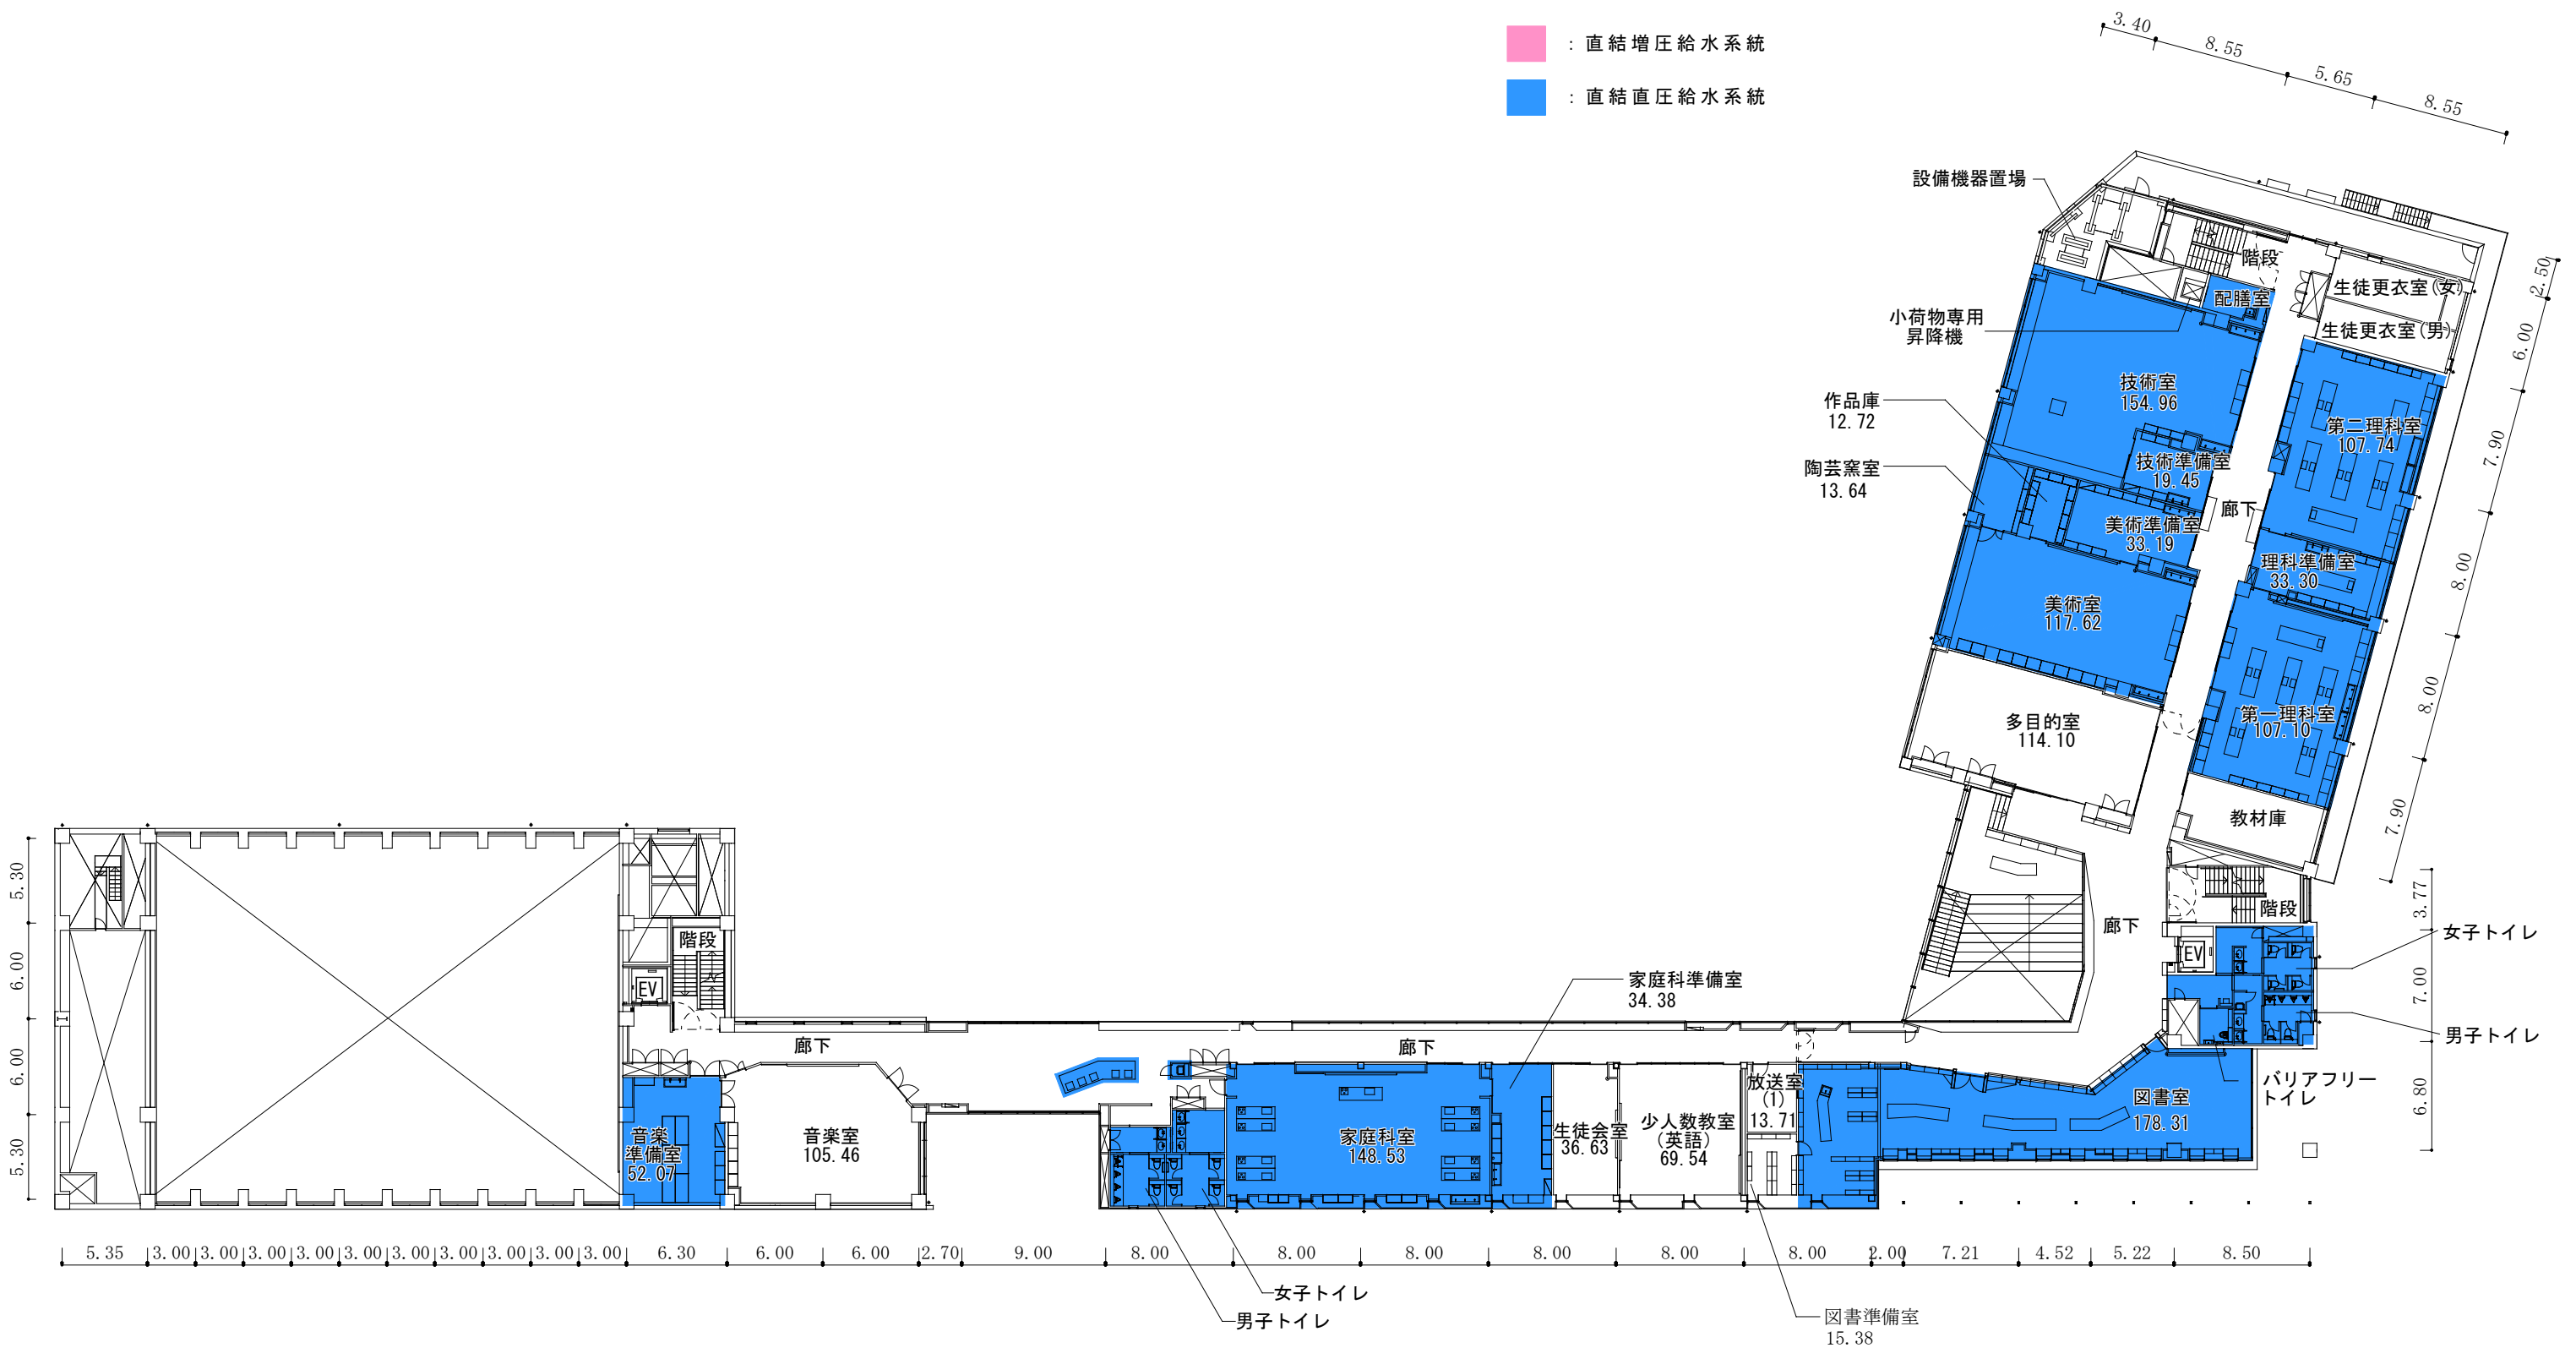 ：直結増圧給水系統
：直結直圧給水系統
3.40
8.55
5.65
8.55
設備機器置場
階段
配膳室
生徒更衣室(女)
生徒更衣室(男)
小荷物専用
昇降機
2.50
6.00
7.90
8.00
8.00
7.90
技術室
154.96
作品庫
12.72
第二理科室
107.74
技術準備室
19.45
陶芸窯室
13.64
廊下
美術準備室
33.19
理科準備室
33.30
美術室
117.62
多目的室
114.10
第一理科室
107.10
教材庫
階段
3.77
7.00
6.80
廊下
EV
女子トイレ
男子トイレ
バリアフリー
トイレ
図書室
178.31
5.30
6.00
6.00
5.30
階段
EV
廊下
家庭科準備室
34.38
廊下
音楽
準備室
52.07
音楽室
105.46
家庭科室
148.53
生徒会室
36.63
少人数教室
(英語)
69.54
放送室
(1)
13.71
5.35
3.00
3.00
3.00
3.00
3.00
3.00
3.00
3.00
3.00
3.00
6.30
6.00
6.00
2.70
9.00
8.00
8.00
8.00
8.00
8.00
8.00
2.00
7.21
4.52
5.22
8.50
女子トイレ
男子トイレ
図書準備室
15.38